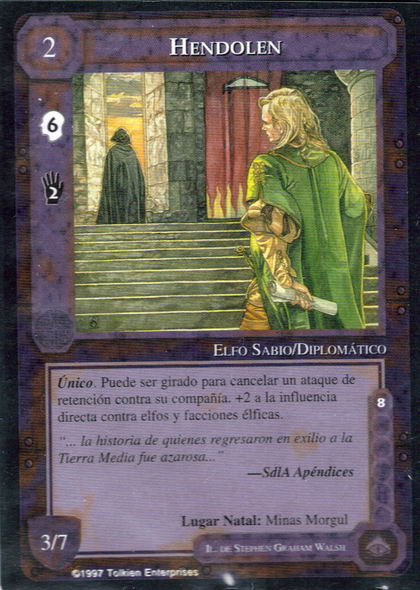 2
HENDOLEN
6
2
ELFO SABIO/DIPLOMÁTICO
Único. Puede ser girado para cancelar un ataque de
retención contra su compañía. +2 a la influencia
directa contra elfos y facciones élficas.
8
"... la historia de quienes regresaron en exilio a la
Tierra Media fue azarosa..."
—SdlA Apéndices
Lugar Natal: Minas Morgul
3/7
IL. DE STEPHEN GRAHAM WALSH
©1997 Tolkien Enterprises